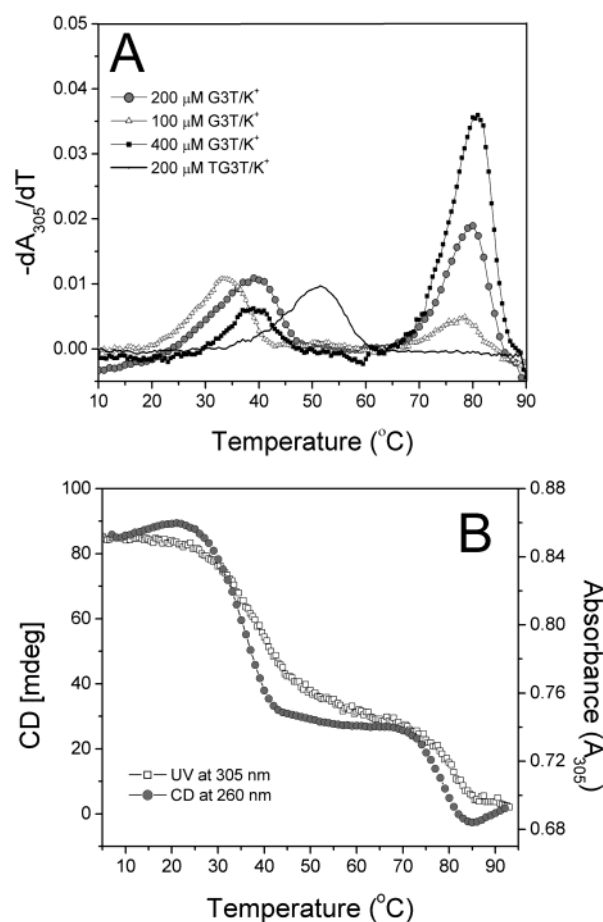 A
0.05
0.04
0.03
0.02
0.01
0.00
-dA₃₀₅/dT
200 μM G3T/K⁺
100 μM G3T/K⁺
400 μM G3T/K⁺
200 μM TG3T/K⁺
10 20 30 40 50 60 70 80 90
Temperature (°C)
B
100
80
60
40
20
0
CD [mdeg]
0.88
0.84
0.80
0.76
0.72
0.68
Absorbance (A₃₀₅)
UV at 305 nm
CD at 260 nm
10 20 30 40 50 60 70 80 90
Temperature (°C)